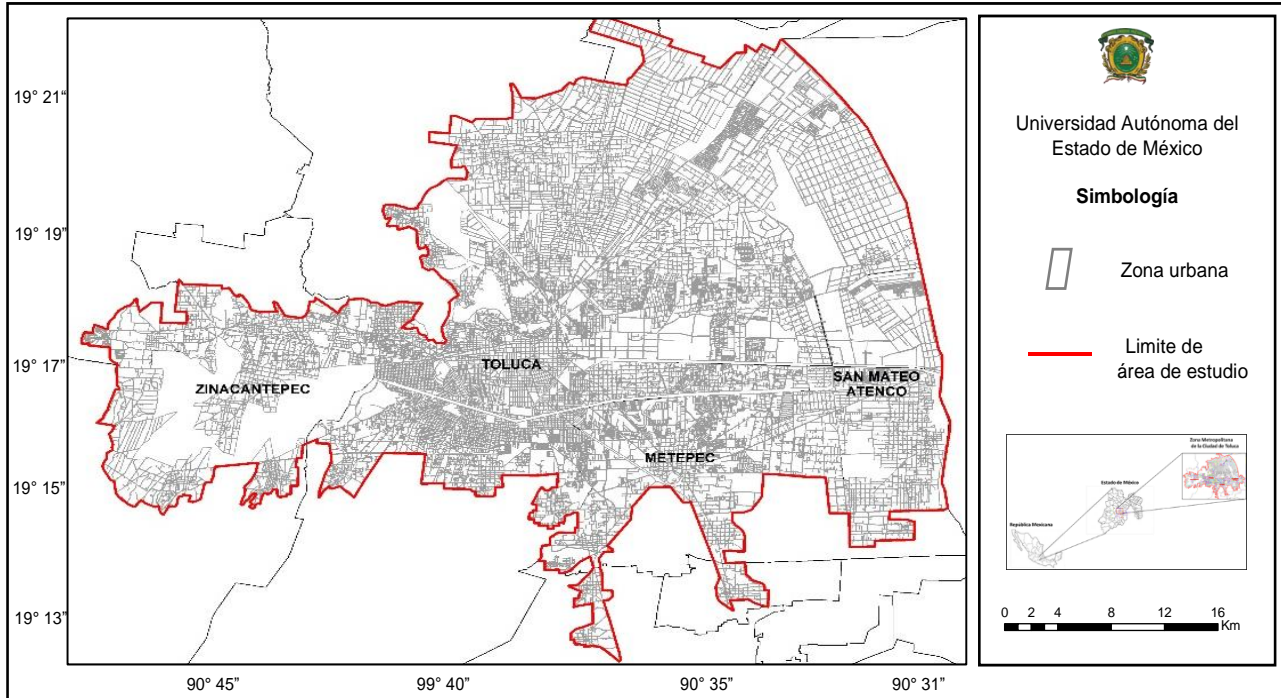 19° 21“
19° 19“
19° 17“
19° 15“
19° 13“
90° 45”
99° 40”
90° 35”
90° 31”
ZINACANTEPEC
TOLUCA
SAN MATEO
ATENCO
METEPEC
Universidad Autónoma del
Estado de México
Simbología
Zona urbana
Limite de
área de estudio
Zona Metropolitana
de la Ciudad de Toluca
Estado de México
República Mexicana
0 2 4 8 12 16
Km